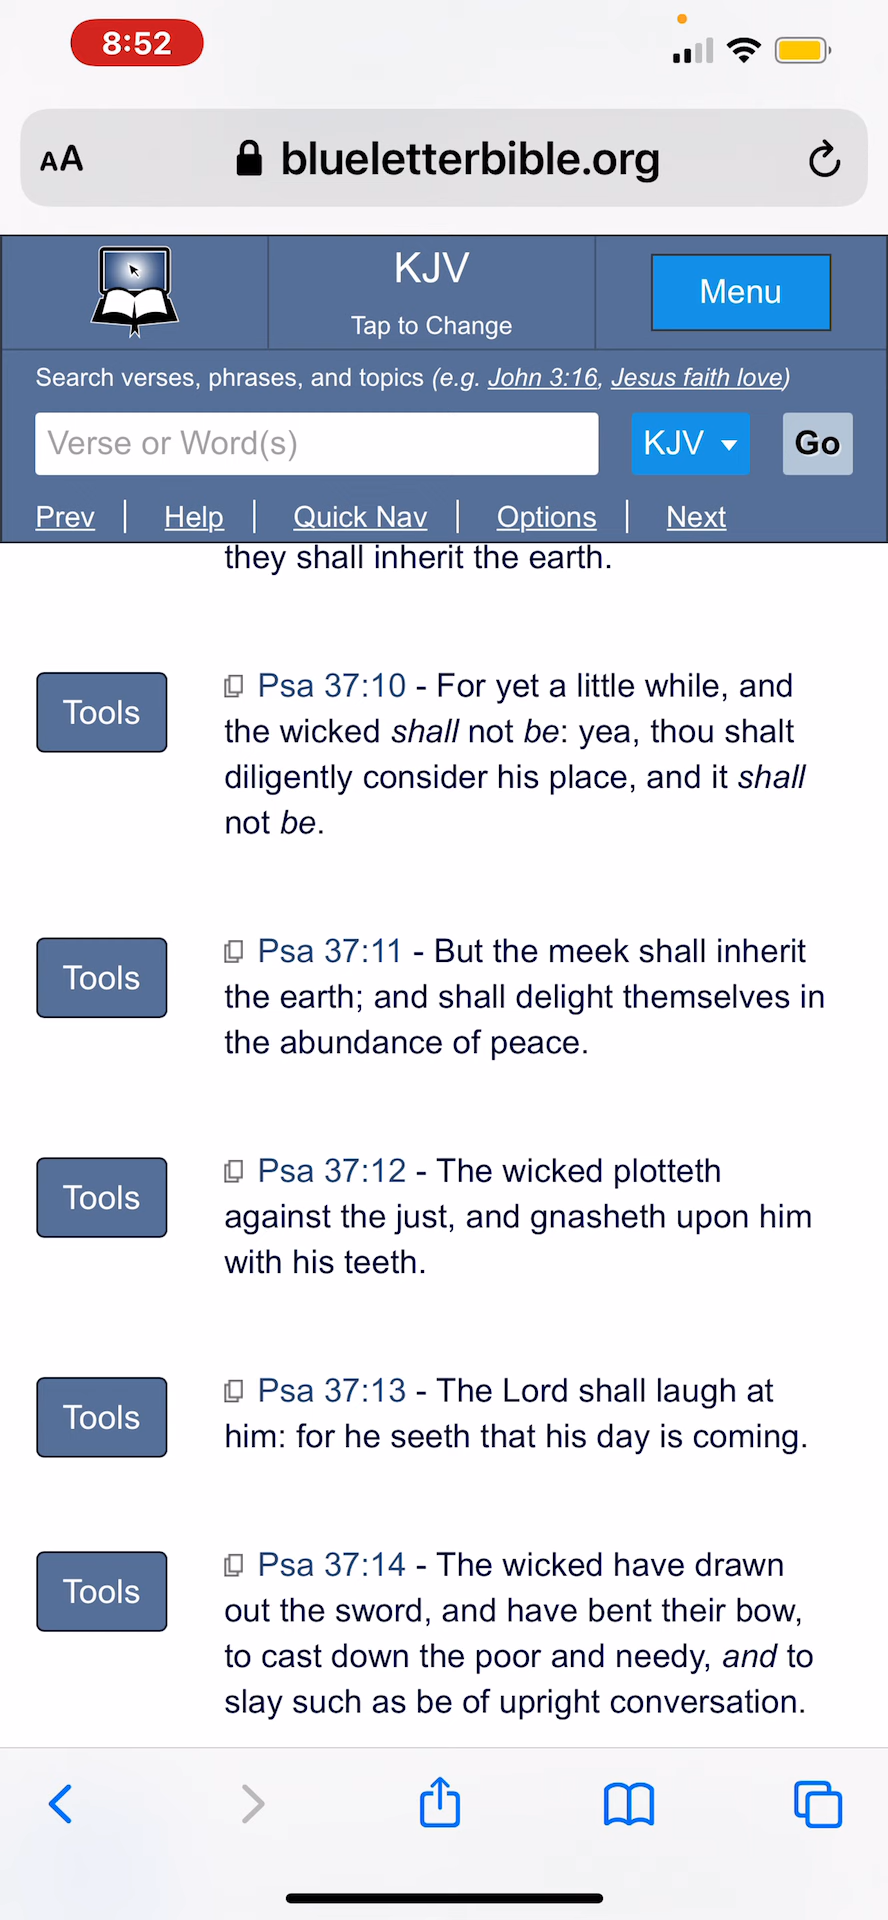 8:52
AA blueletterbible.org
KJV
Tap to Change
Menu
Search verses, phrases, and topics (e.g. John 3:16, Jesus faith love)
Verse or Word(s)
KJV
Go
Prev | Help | Quick Nav | Options | Next
they shall inherit the earth.
Tools
Psa 37:10 - For yet a little while, and
the wicked shall not be: yea, thou shalt
diligently consider his place, and it shall
not be.
Tools
Psa 37:11 - But the meek shall inherit
the earth; and shall delight themselves in
the abundance of peace.
Tools
Psa 37:12 - The wicked plotteth
against the just, and gnasheth upon him
with his teeth.
Tools
Psa 37:13 - The Lord shall laugh at
him: for he seeth that his day is coming.
Tools
Psa 37:14 - The wicked have drawn
out the sword, and have bent their bow,
to cast down the poor and needy, and to
slay such as be of upright conversation.